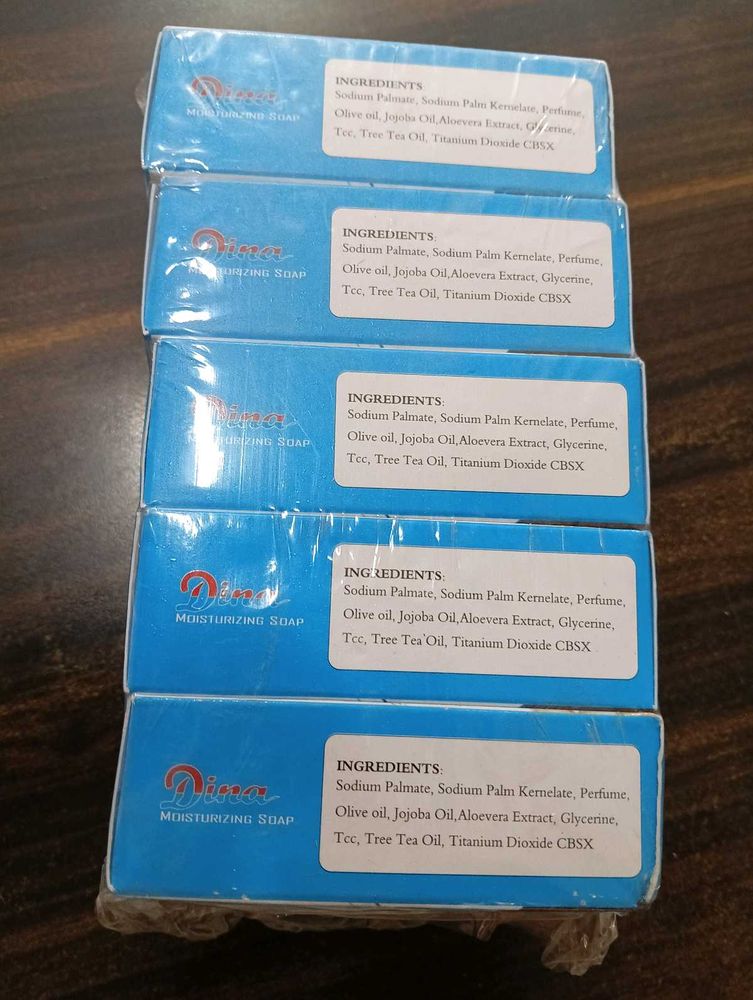 Dina
MOISTURIZING SOAP
INGREDIENTS:
Sodium Palmate, Sodium Palm Kernelate, Perfume,
Olive oil, Jojoba Oil,Aloevera Extract, Glycerine,
Tcc, Tree Tea Oil, Titanium Dioxide CBSX
Dina
MOISTURIZING SOAP
INGREDIENTS:
Sodium Palmate, Sodium Palm Kernelate, Perfume,
Olive oil, Jojoba Oil,Aloevera Extract, Glycerine,
Tcc, Tree Tea Oil, Titanium Dioxide CBSX
Dina
MOISTURIZING SOAP
INGREDIENTS:
Sodium Palmate, Sodium Palm Kernelate, Perfume,
Olive oil, Jojoba Oil,Aloevera Extract, Glycerine,
Tcc, Tree Tea Oil, Titanium Dioxide CBSX
Dina
MOISTURIZING SOAP
INGREDIENTS:
Sodium Palmate, Sodium Palm Kernelate, Perfume,
Olive oil, Jojoba Oil,Aloevera Extract, Glycerine,
Tcc, Tree Tea Oil, Titanium Dioxide CBSX
Dina
MOISTURIZING SOAP
INGREDIENTS:
Sodium Palmate, Sodium Palm Kernelate, Perfume,
Olive oil, Jojoba Oil,Aloevera Extract, Glycerine,
Tcc, Tree Tea Oil, Titanium Dioxide CBSX